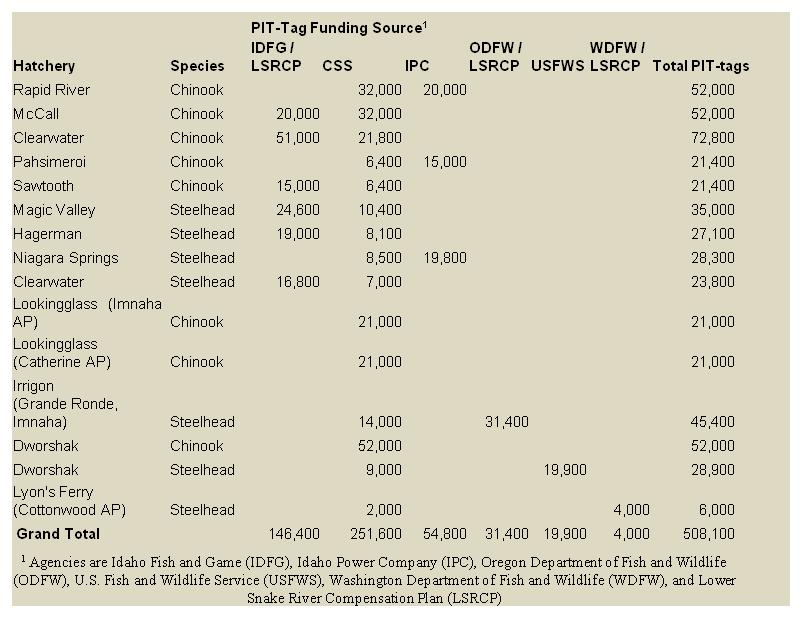 PIT-Tag Funding Source¹
IDFG / ODFW / WDFW /
Hatchery Species LSRCP CSS IPC LSRCP USFWS LSRCP Total PIT-tags
Rapid River Chinook 32,000 20,000 52,000
McCall Chinook 20,000 32,000 52,000
Clearwater Chinook 51,000 21,800 72,800
Pahsimeroi Chinook 6,400 15,000 21,400
Sawtooth Chinook 15,000 6,400 21,400
Magic Valley Steelhead 24,600 10,400 35,000
Hagerman Steelhead 19,000 8,100 27,100
Niagara Springs Steelhead 8,500 19,800 28,300
Clearwater Steelhead 16,800 7,000 23,800
Lookingglass (Imnaha
AP) Chinook 21,000 21,000
Lookingglass
(Catherine AP) Chinook 21,000 21,000
Irrigon
(Grande Ronde,
Imnaha) Steelhead 14,000 31,400 45,400
Dworshak Chinook 52,000 52,000
Dworshak Steelhead 9,000 19,900 28,900
Lyon's Ferry
(Cottonwood AP) Steelhead 2,000 4,000 6,000
Grand Total 146,400 251,600 54,800 31,400 19,900 4,000 508,100
¹ Agencies are Idaho Fish and Game (IDFG), Idaho Power Company (IPC), Oregon Department of Fish and Wildlife
(ODFW), U.S. Fish and Wildlife Service (USFWS), Washington Department of Fish and Wildlife (WDFW), and Lower
Snake River Compensation Plan (LSRCP)